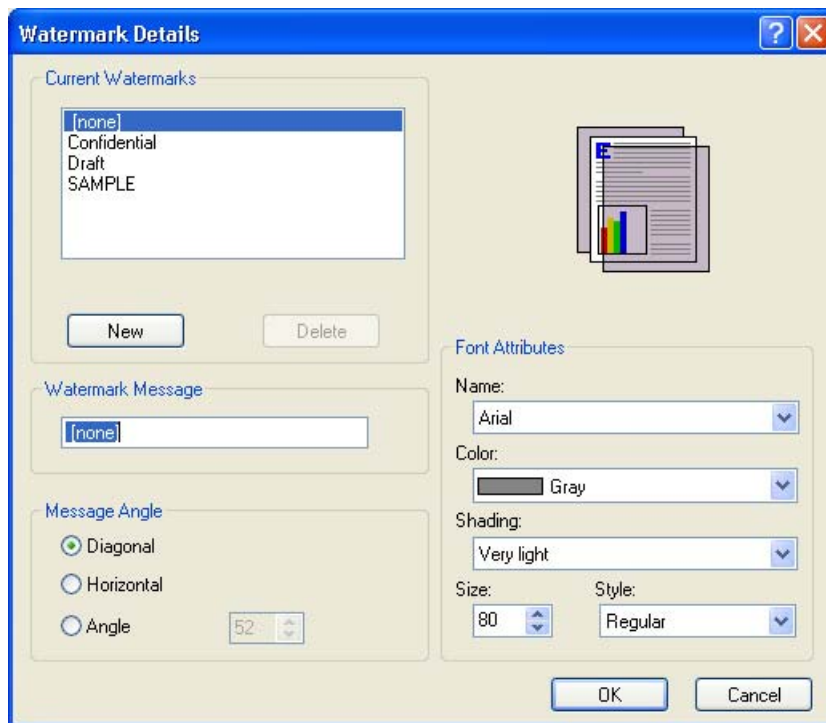 Watermark Details
Current Watermarks
[none]
Confidential
Draft
SAMPLE
New
Delete
Watermark Message
[none]
Message Angle
Diagonal
Horizontal
Angle
52
E
Font Attributes
Name:
Arial
Color:
Gray
Shading:
Very light
Size:
Style:
80
Regular
OK
Cancel